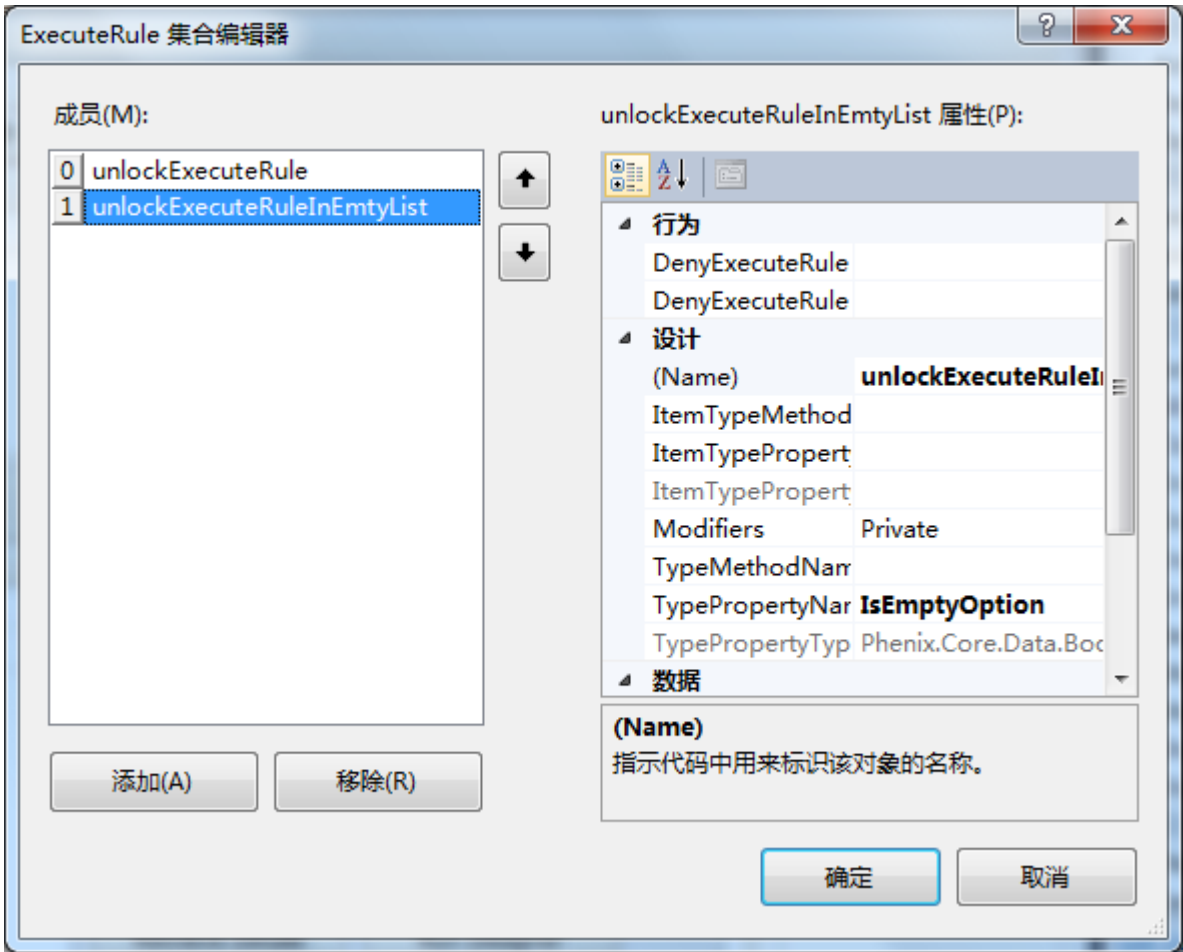 ExecuteRule 集合编辑器
成员(M):
0 unlockExecuteRule
1 unlockExecuteRuleInEmtyList
添加(A)
移除(R)
unlockExecuteRuleInEmtyList 属性(P):
行为
DenyExecuteRule
DenyExecuteRule
设计
(Name) unlockExecuteRuleI
ItemTypeMethod
ItemTypePropert
ItemTypePropert
Modifiers Private
TypeMethodNam
TypePropertyNar IsEmptyOption
TypePropertyTyp Phenix.Core.Data.Boo
数据
(Name)
指示代码中用来标识该对象的名称。
确定
取消